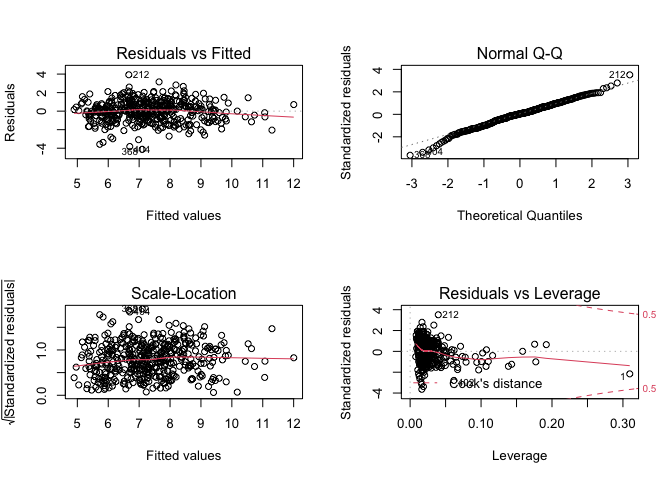 Residuals vs Fitted
Residuals
4
2
0
-4
212
404
5 6 7 8 9 10 11 12
Fitted values
Normal Q-Q
Standardized residuals
4
2
0
-2
212
-3 -2 -1 0 1 2 3
Theoretical Quantiles
Scale-Location
√|Standardized residuals|
1.0
0.0
5 6 7 8 9 10 11 12
Fitted values
Residuals vs Leverage
Standardized residuals
4
2
0
-4
212
1
Cook's distance
0.5
0.5
0.00 0.10 0.20 0.30
Leverage